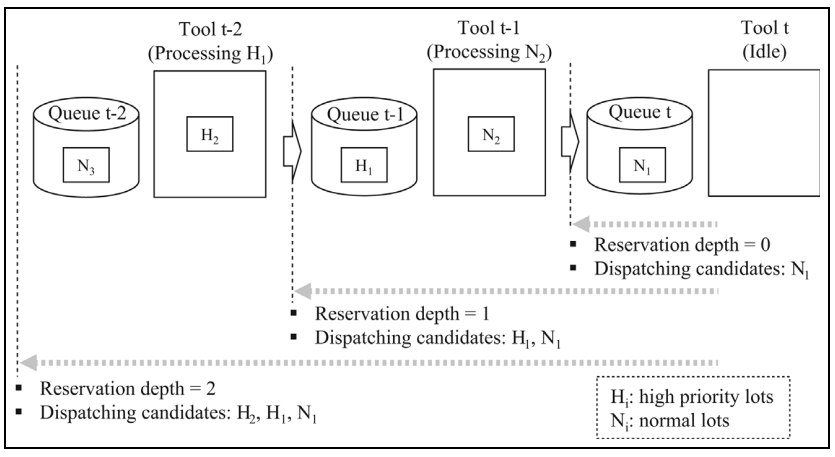 Tool t-2
(Processing H₁)
Tool t-1
(Processing N₂)
Tool t
(Idle)
Queue t-2
N₃
H₂
Queue t-1
H₁
N₂
Queue t
N₁
▪ Reservation depth = 0
▪ Dispatching candidates: N₁
▪ Reservation depth = 1
▪ Dispatching candidates: H₁, N₁
▪ Reservation depth = 2
▪ Dispatching candidates: H₂, H₁, N₁
Hᵢ: high priority lots
Nᵢ: normal lots